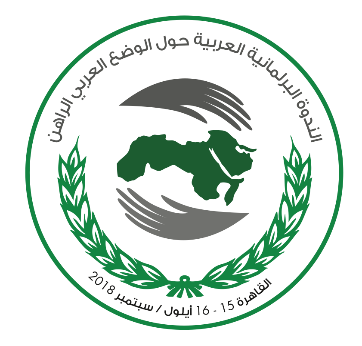 الندوة البرلمانية العربية حول الوضع العربي الراهن
القاهرة 15 - 16 أيلول / سبتمبر 2018